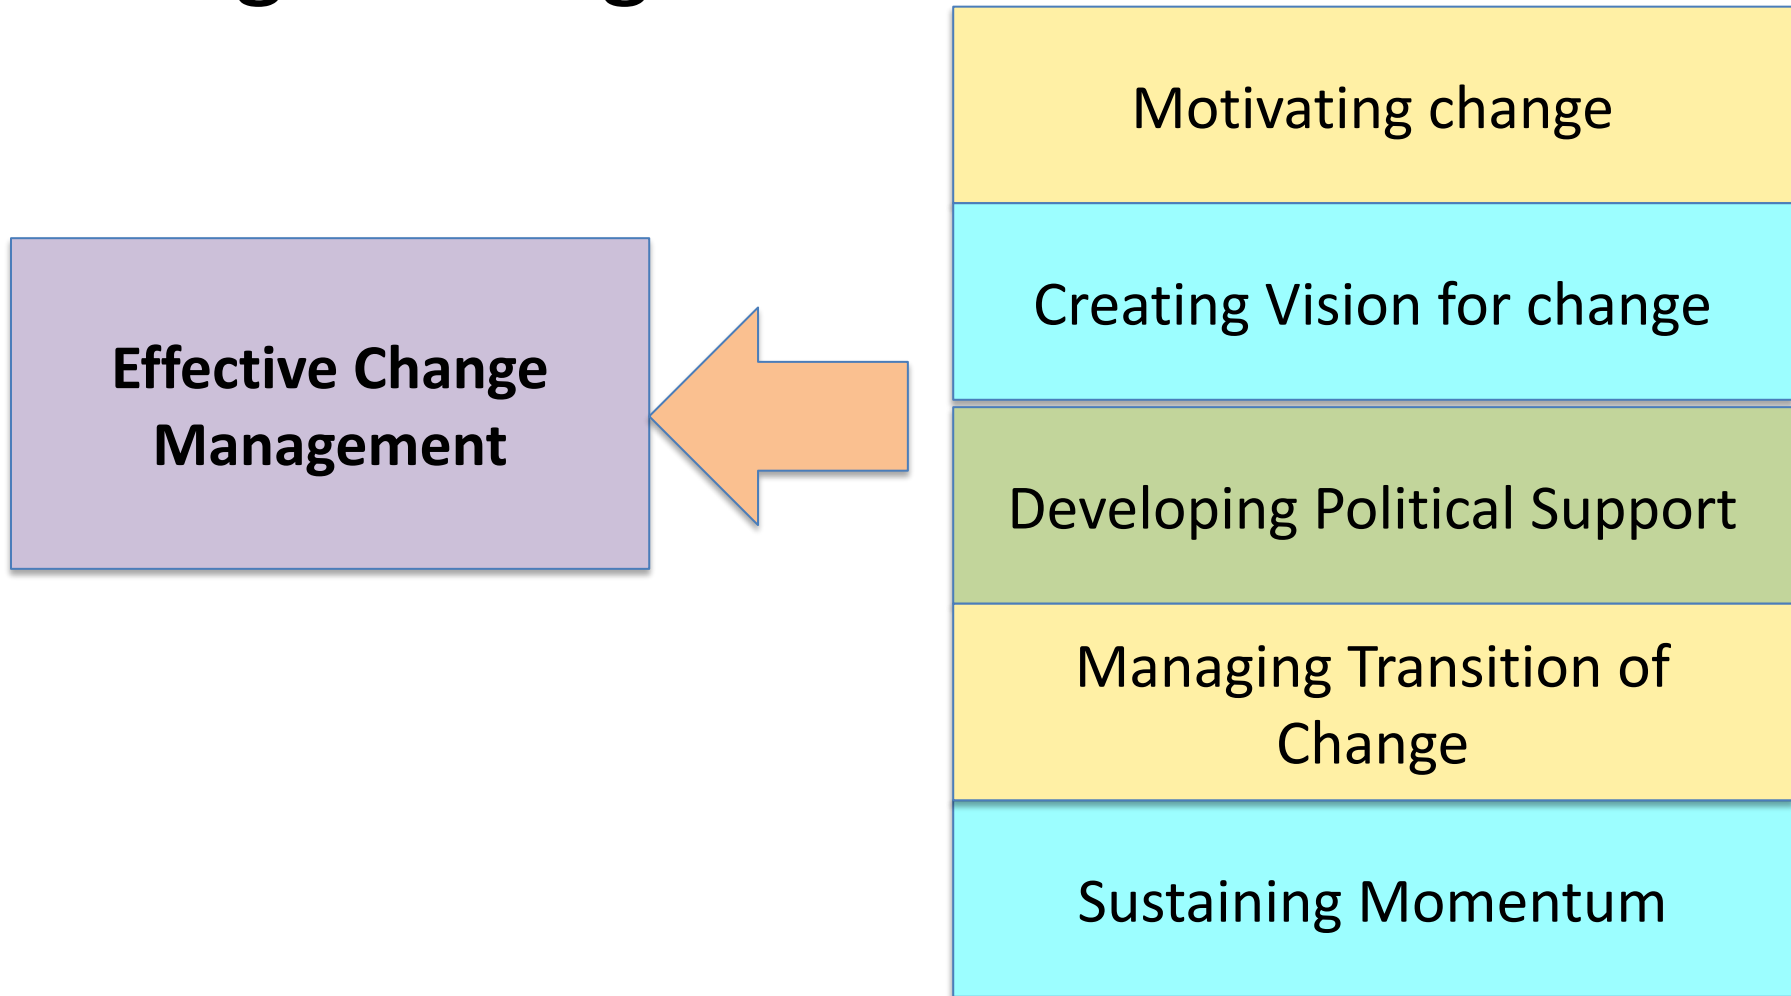 Motivating change
Creating Vision for change
Effective Change
Management
Developing Political Support
Managing Transition of
Change
Sustaining Momentum